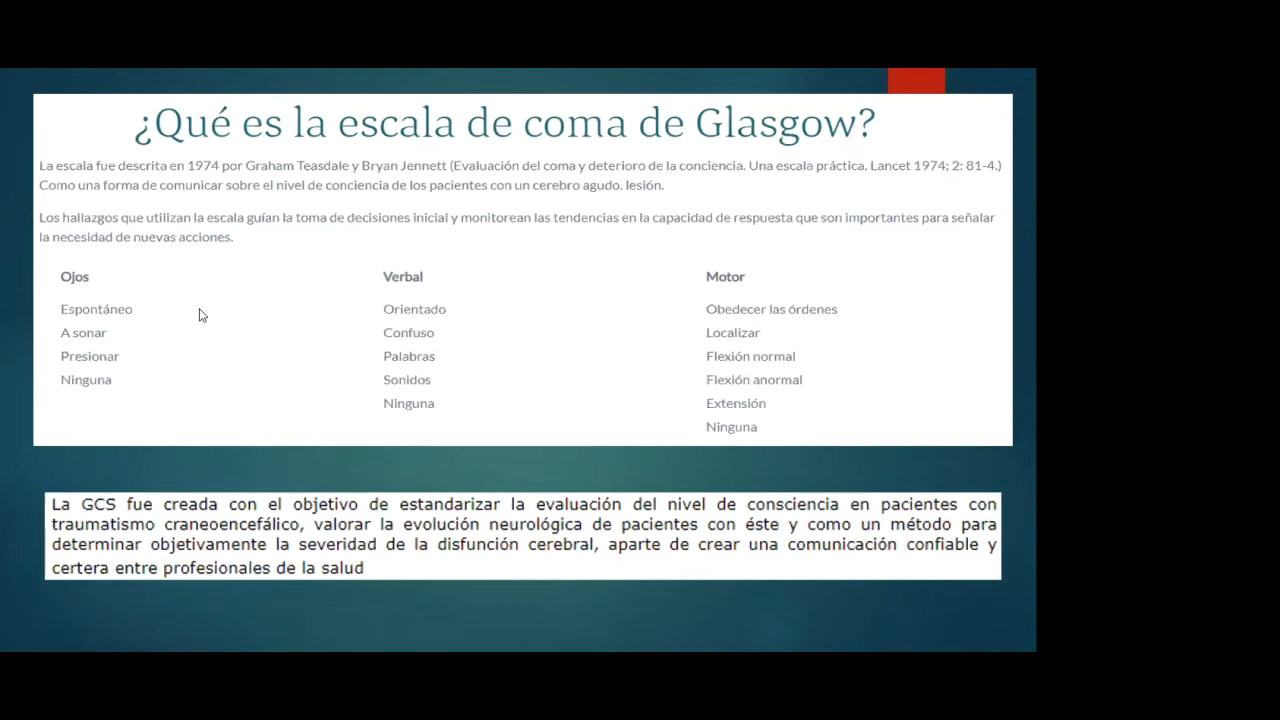 ¿Qué es la escala de coma de Glasgow?
La escala fue descrita en 1974 por Graham Teasdale y Bryan Jennett (Evaluación del coma y deterioro de la conciencia. Una escala práctica. Lancet 1974; 2: 81-4.)
Como una forma de comunicar sobre el nivel de conciencia de los pacientes con un cerebro agudo. lesión.
Los hallazgos que utilizan la escala guían la toma de decisiones inicial y monitorean las tendencias en la capacidad de respuesta que son importantes para señalar
la necesidad de nuevas acciones.
Ojos
Espontáneo
A sonar
Presionar
Ninguna
Verbal
Orientado
Confuso
Palabras
Sonidos
Ninguna
Motor
Obedecer las órdenes
Localizar
Flexión normal
Flexión anormal
Extensión
Ninguna
La GCS fue creada con el objetivo de estandarizar la evaluación del nivel de consciencia en pacientes con
traumatismo craneoencefálico, valorar la evolución neurológica de pacientes con éste y como un método para
determinar objetivamente la severidad de la disfunción cerebral, aparte de crear una comunicación confiable y
certera entre profesionales de la salud